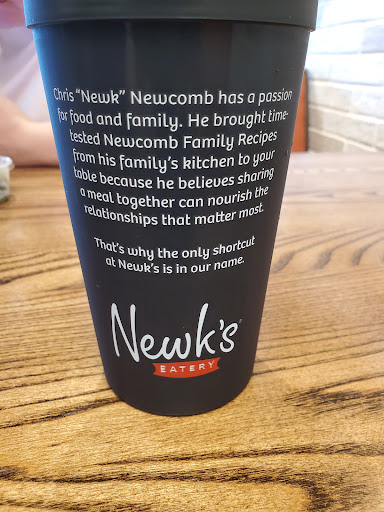 Chris “Newk” Newcomb has a passion
for food and family. He brought time-
tested Newcomb Family Recipes
from his family’s kitchen to your
table because he believes sharing
a meal together can nourish the
relationships that matter most.
That’s why the only shortcut
at Newk’s is in our name.
Newk’s
EATERY